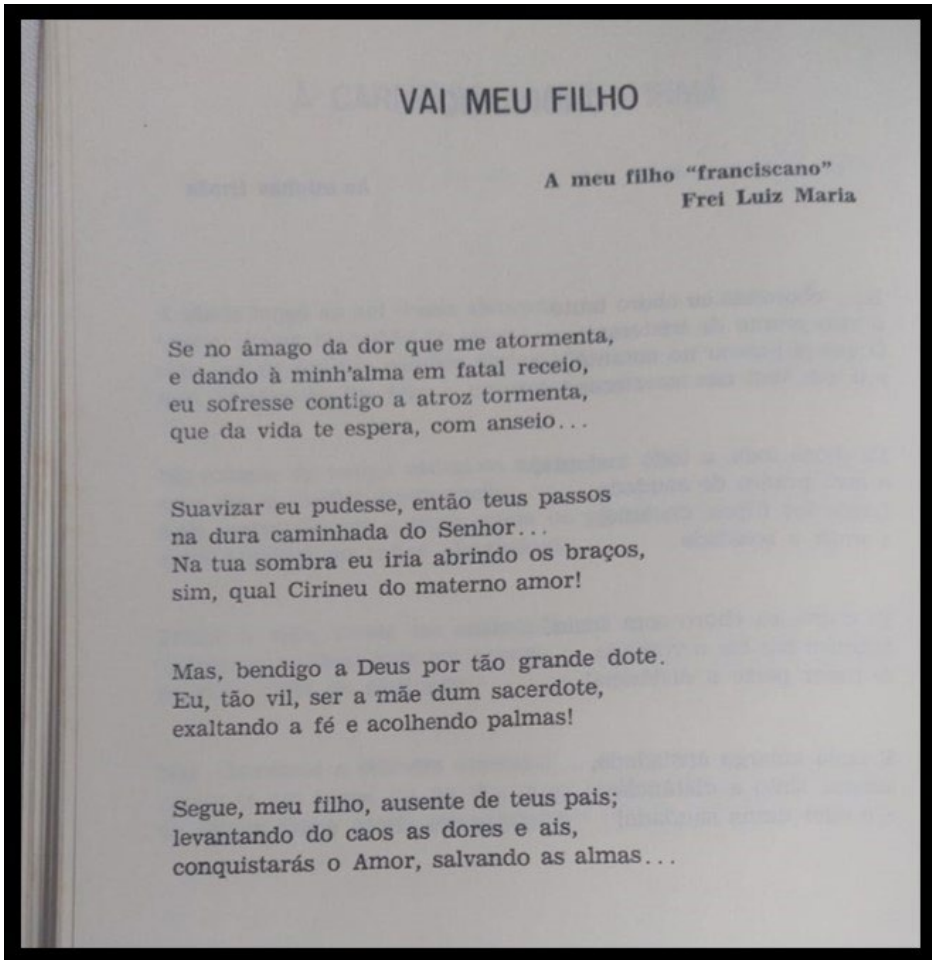 VAI MEU FILHO
A meu filho “franciscano”
Frei Luiz Maria
Se no âmago da dor que me atormenta,
e dando à minh'alma em fatal receio,
eu sofresse contigo a atroz tormenta,
que da vida te espera, com anseio...
Suavizar eu pudesse, então teus passos
na dura caminhada do Senhor...
Na tua sombra eu iria abrindo os braços,
sim, qual Cirineu do materno amor!
Mas, bendigo a Deus por tão grande dote.
Eu, tão vil, ser a mãe dum sacerdote,
exaltando a fé e acolhendo palmas!
Segue, meu filho, ausente de teus pais;
levantando do caos as dores e ais,
conquistarás o Amor, salvando as almas...